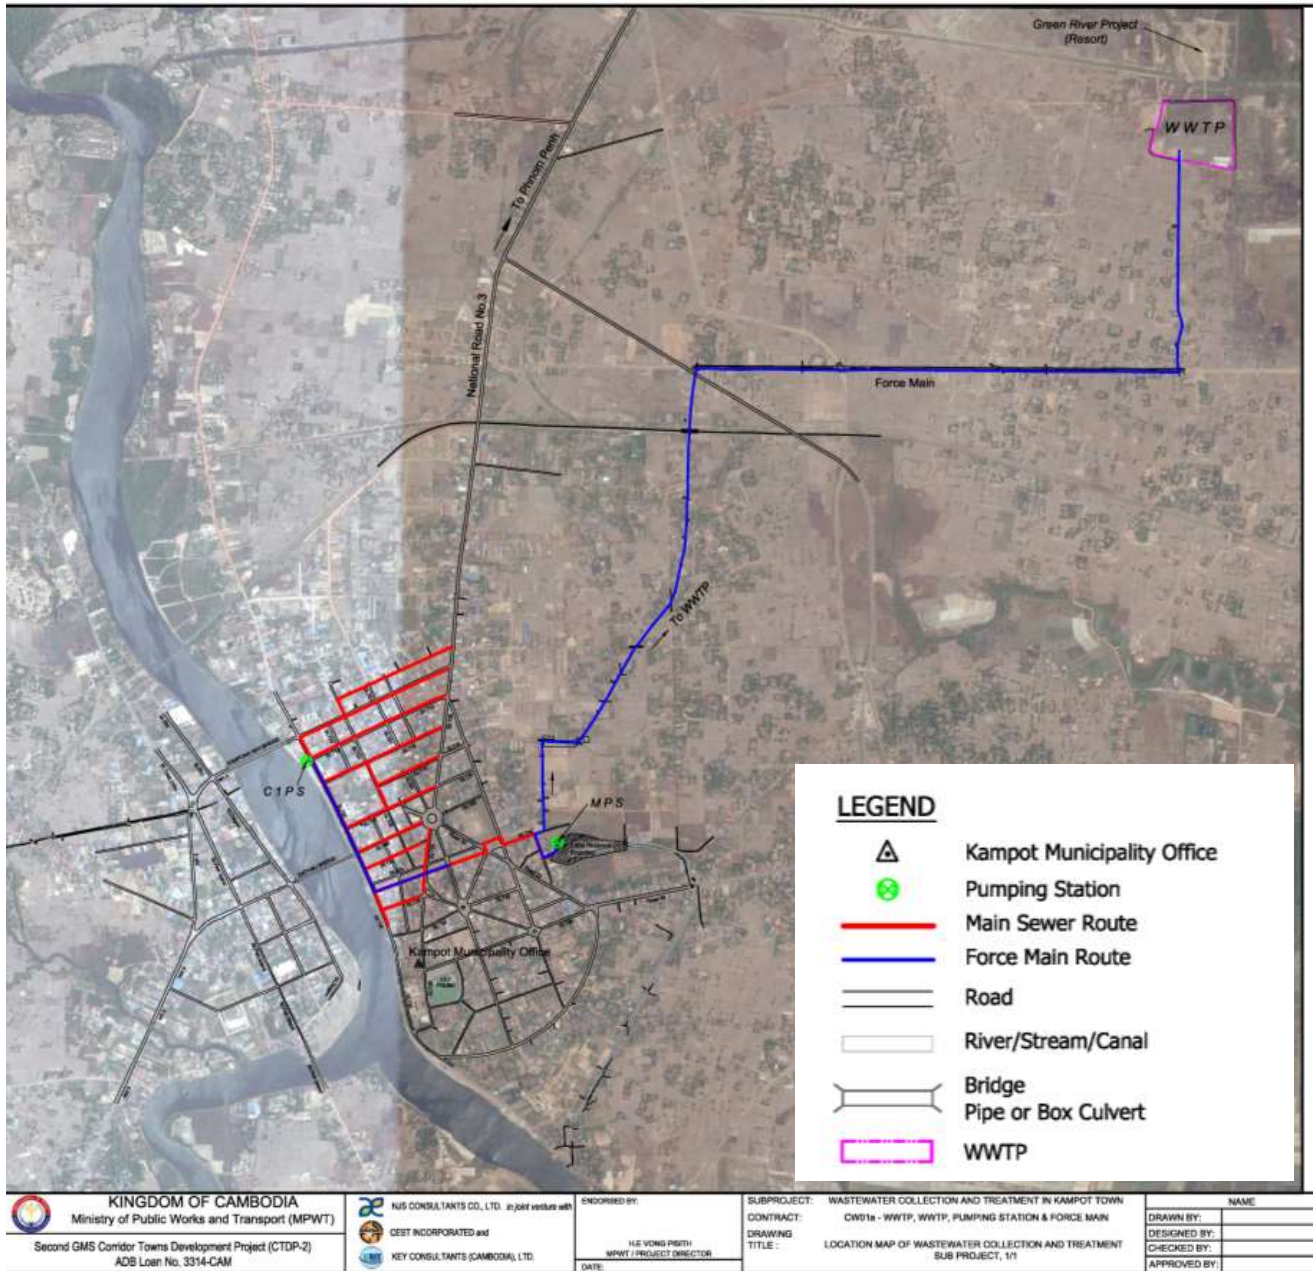 Green River Project
(Resort)
WWTP
To Phnom Penh
National Road No.3
Force Main
To WWTP
C1PS
MPS
Kampot Municipality Office
LEGEND
Kampot Municipality Office
Pumping Station
Main Sewer Route
Force Main Route
Road
River/Stream/Canal
Bridge
Pipe or Box Culvert
WWTP
KINGDOM OF CAMBODIA
Ministry of Public Works and Transport (MPWT)
Second GMS Corridor Towns Development Project (CTDP-2)
ADB Loan No. 3314-CAM
NJS CONSULTANTS CO., LTD. in joint venture with
CEST INCORPORATED and
KEY CONSULTANTS (CAMBODIA), LTD.
ENDORSED BY:
H.E VONG PISITH
MPWT / PROJECT DIRECTOR
DATE:
SUBPROJECT: WASTEWATER COLLECTION AND TREATMENT IN KAMPOT TOWN
CONTRACT: CW01a - WWTP, WWTP, PUMPING STATION & FORCE MAIN
DRAWING
TITLE : LOCATION MAP OF WASTEWATER COLLECTION AND TREATMENT
SUB PROJECT, 1/1
NAME
DRAWN BY:
DESIGNED BY:
CHECKED BY:
APPROVED BY: